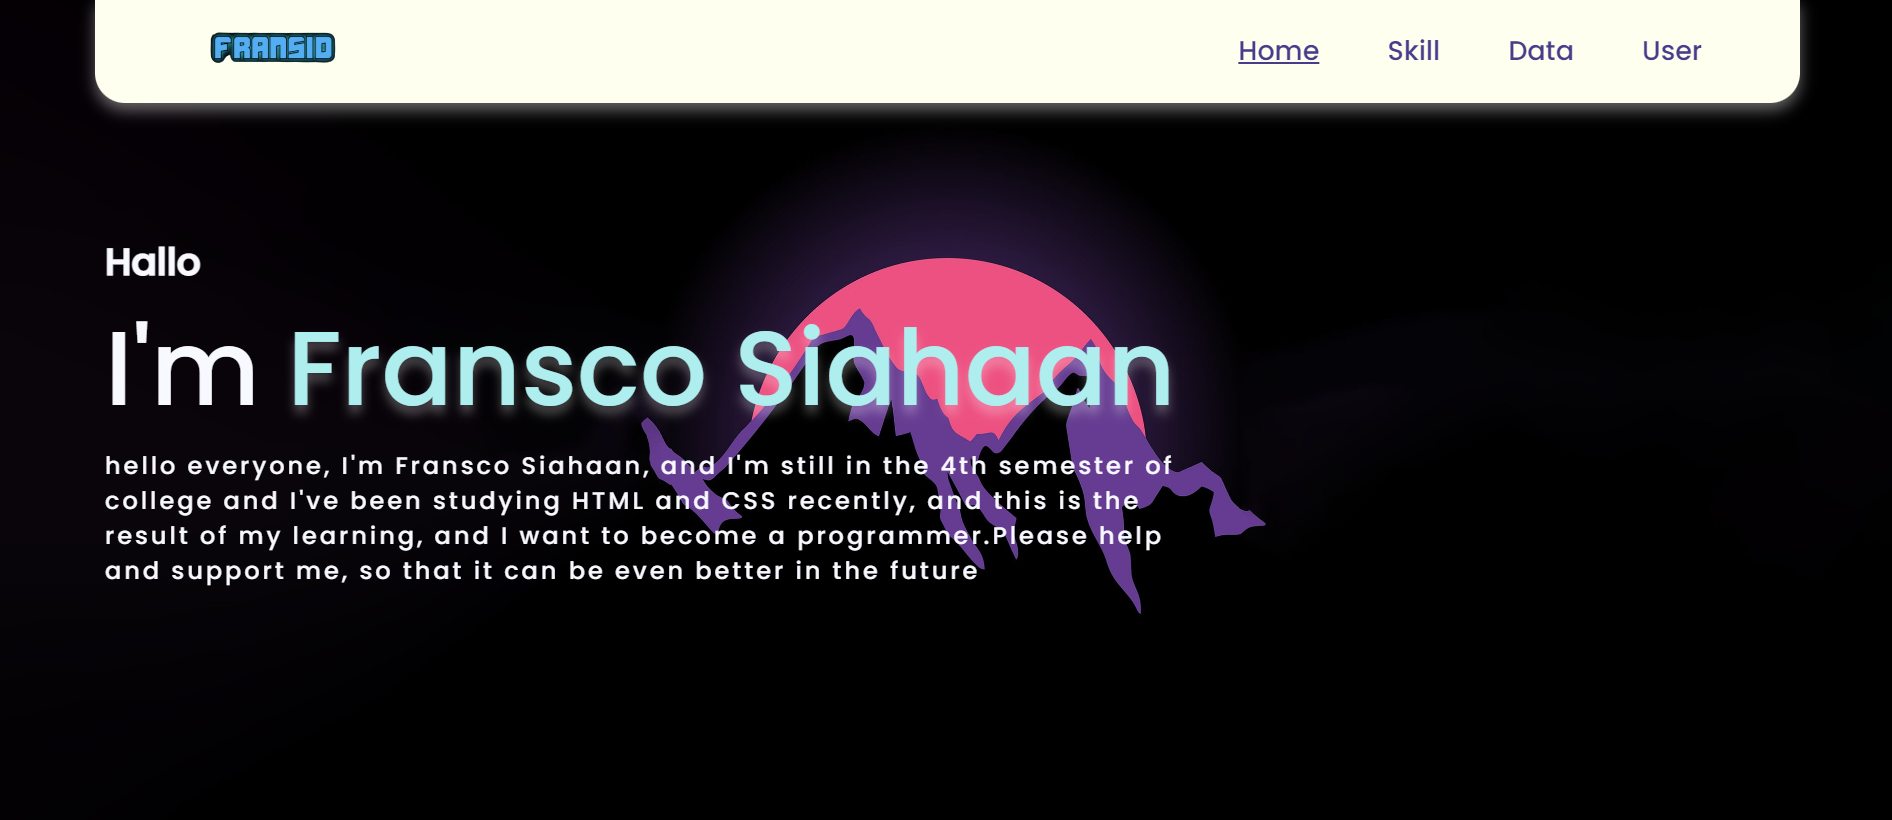 FRANSID
Home Skill Data User
Hallo
I'm Fransco Siahaan
hello everyone, I'm Fransco Siahaan, and I'm still in the 4th semester of
college and I've been studying HTML and CSS recently, and this is the
result of my learning, and I want to become a programmer.Please help
and support me, so that it can be even better in the future